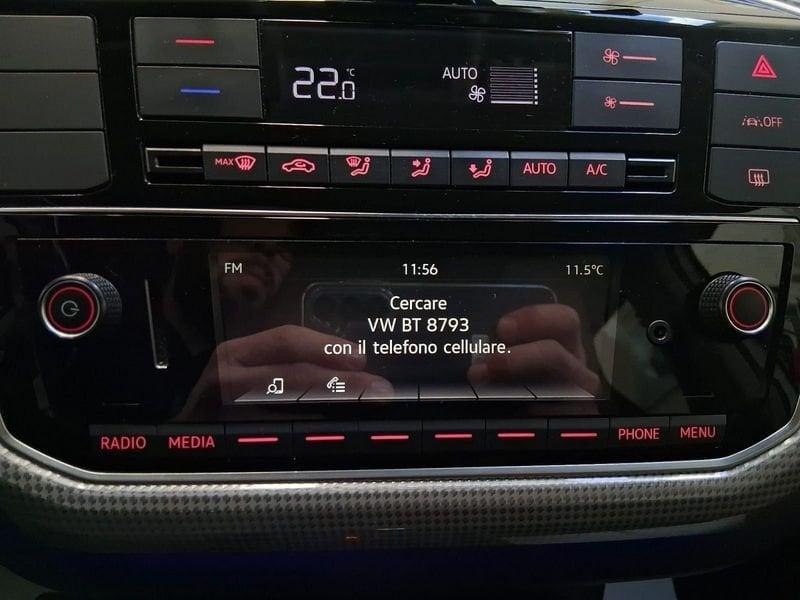 22.0 °C
AUTO
OFF
MAX
AUTO
A/C
FM 11:56 11.5°C
Cercare
VW BT 8793
con il telefono cellulare.
RADIO MEDIA PHONE MENU